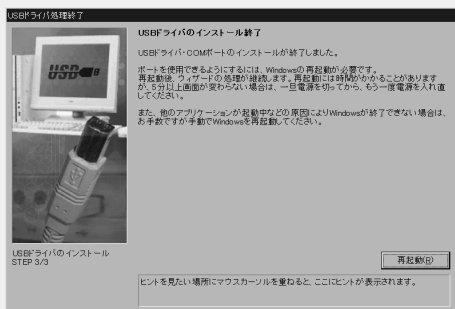 USBドライバ処理終了
USBドライバのインストール終了
USBドライバ・COMポートのインストールが終了しました。
ポートを使用できるようにするには、Windowsの再起動が必要です。
再起動後、ウィザードの処理が継続します。再起動には時間がかかることがあります
が、5分以上画面が変わらない場合は、一旦電源を切ってから、もう一度電源を入れ直
してください。
また、他のアプリケーションが起動中などの原因によりWindowsが終了できない場合は、
お手数ですが手動でWindowsを再起動してください。
USB
USBドライバのインストール
STEP 3/3
再起動(R)
ヒントを見たい場所にマウスカーソルを重ねると、ここにヒントが表示されます。